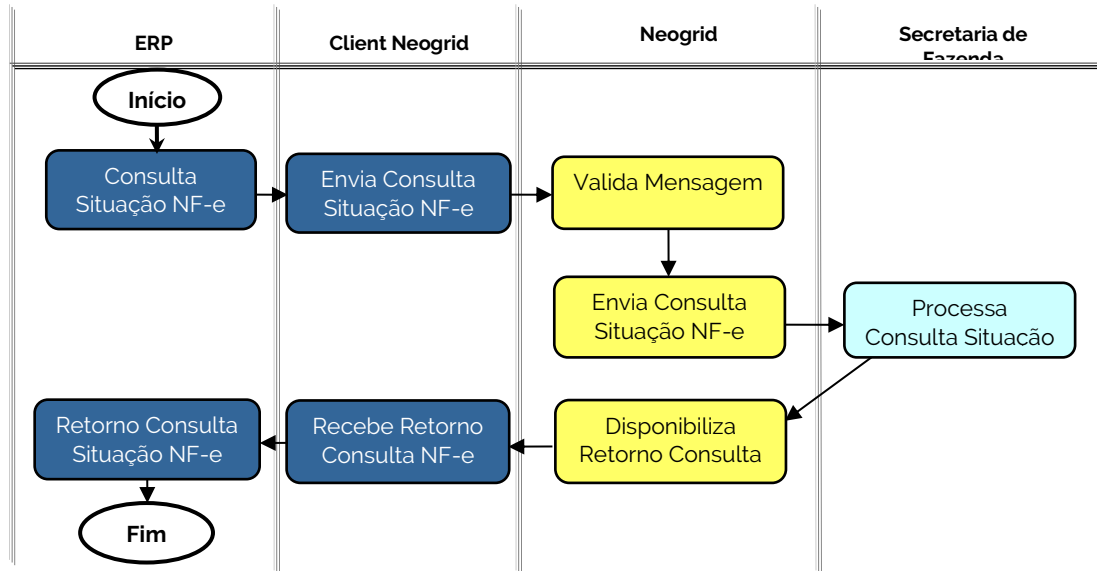 ERP
Client Neogrid
Neogrid
Secretaria de
Fazenda
Início
Consulta
Situação NF-e
Envia Consulta
Situação NF-e
Valida Mensagem
Envia Consulta
Situação NF-e
Processa
Consulta Situacão
Retorno Consulta
Situação NF-e
Recebe Retorno
Consulta NF-e
Disponibiliza
Retorno Consulta
Fim